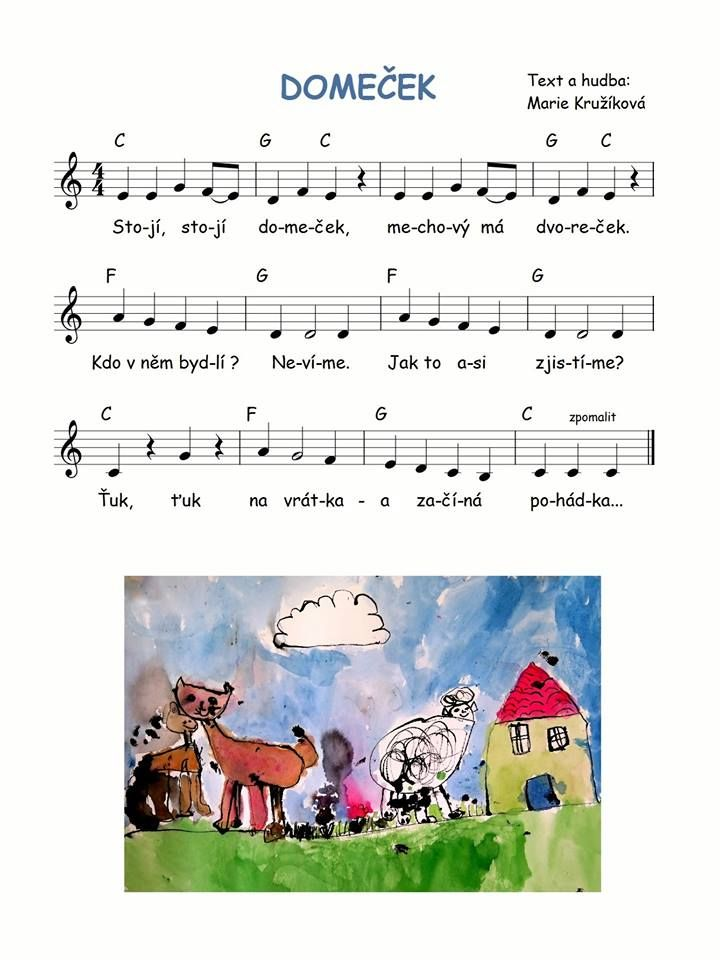 DOMEČEK
Text a hudba:
Marie Kružíková
C G C G C
4
4
Sto-jí, sto-jí do-me-ček, me-cho-vý má dvo-re-ček.
F G F G
Kdo v něm byd-lí ? Ne-ví-me. Jak to a-si zjis-tí-me?
C F G C zpomalit
Ťuk, ťuk na vrát-ka - a za-čí-ná po-hád-ka...